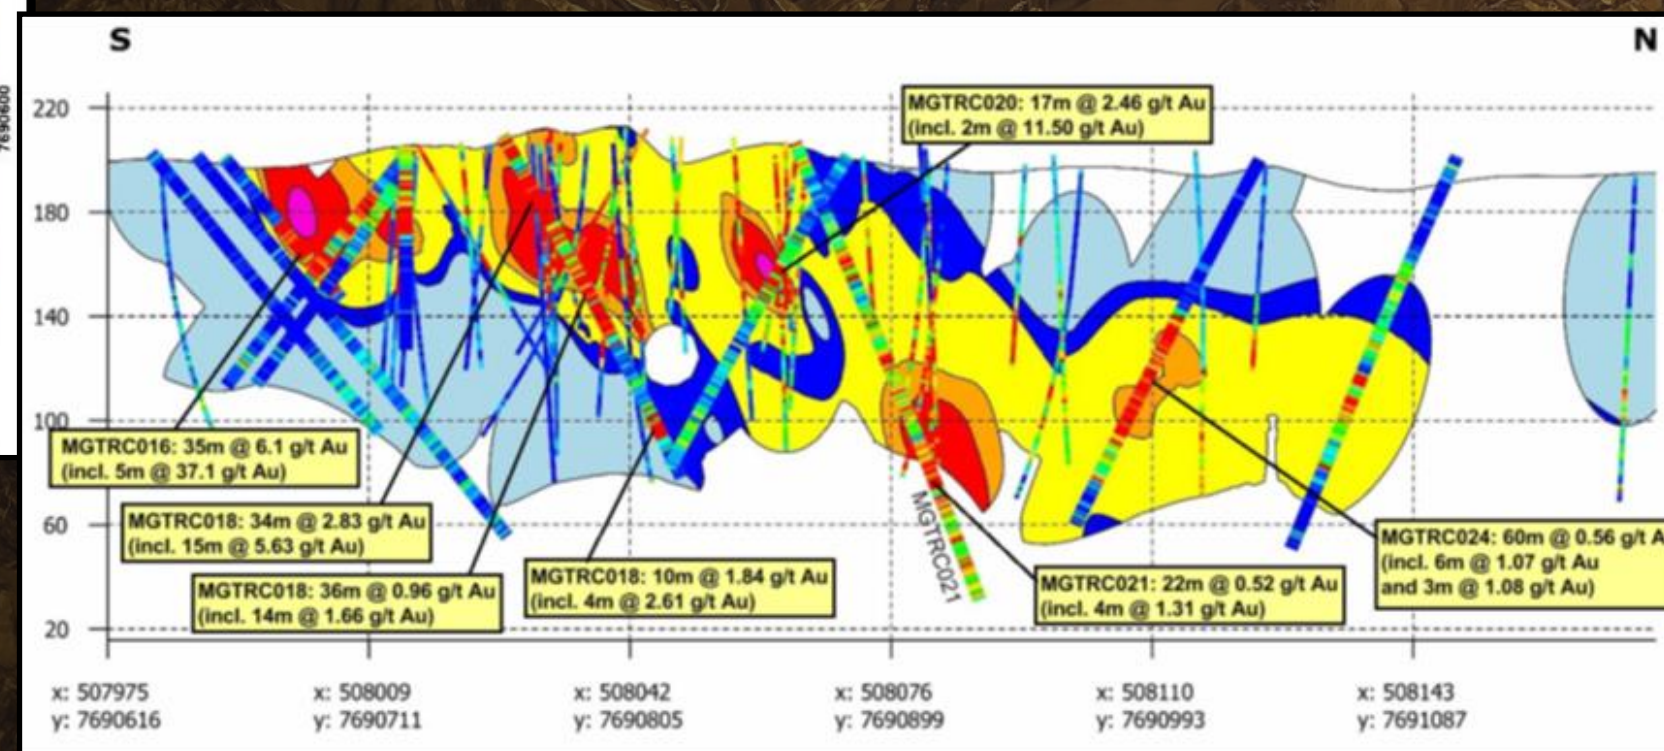 7690600
S
N
220
180
140
100
60
20
MGTRC020: 17m @ 2.46 g/t Au
(incl. 2m @ 11.50 g/t Au)
MGTRC016: 35m @ 6.1 g/t Au
(incl. 5m @ 37.1 g/t Au)
MGTRC018: 34m @ 2.83 g/t Au
(incl. 15m @ 5.63 g/t Au)
MGTRC018: 36m @ 0.96 g/t Au
(incl. 14m @ 1.66 g/t Au)
MGTRC018: 10m @ 1.84 g/t Au
(incl. 4m @ 2.61 g/t Au)
MGTRC021
MGTRC021: 22m @ 0.52 g/t Au
(incl. 4m @ 1.31 g/t Au)
MGTRC024: 60m @ 0.56 g/t A
(incl. 6m @ 1.07 g/t Au
and 3m @ 1.08 g/t Au)
x: 507975
y: 7690616
x: 508009
y: 7690711
x: 508042
y: 7690805
x: 508076
y: 7690899
x: 508110
y: 7690993
x: 508143
y: 7691087